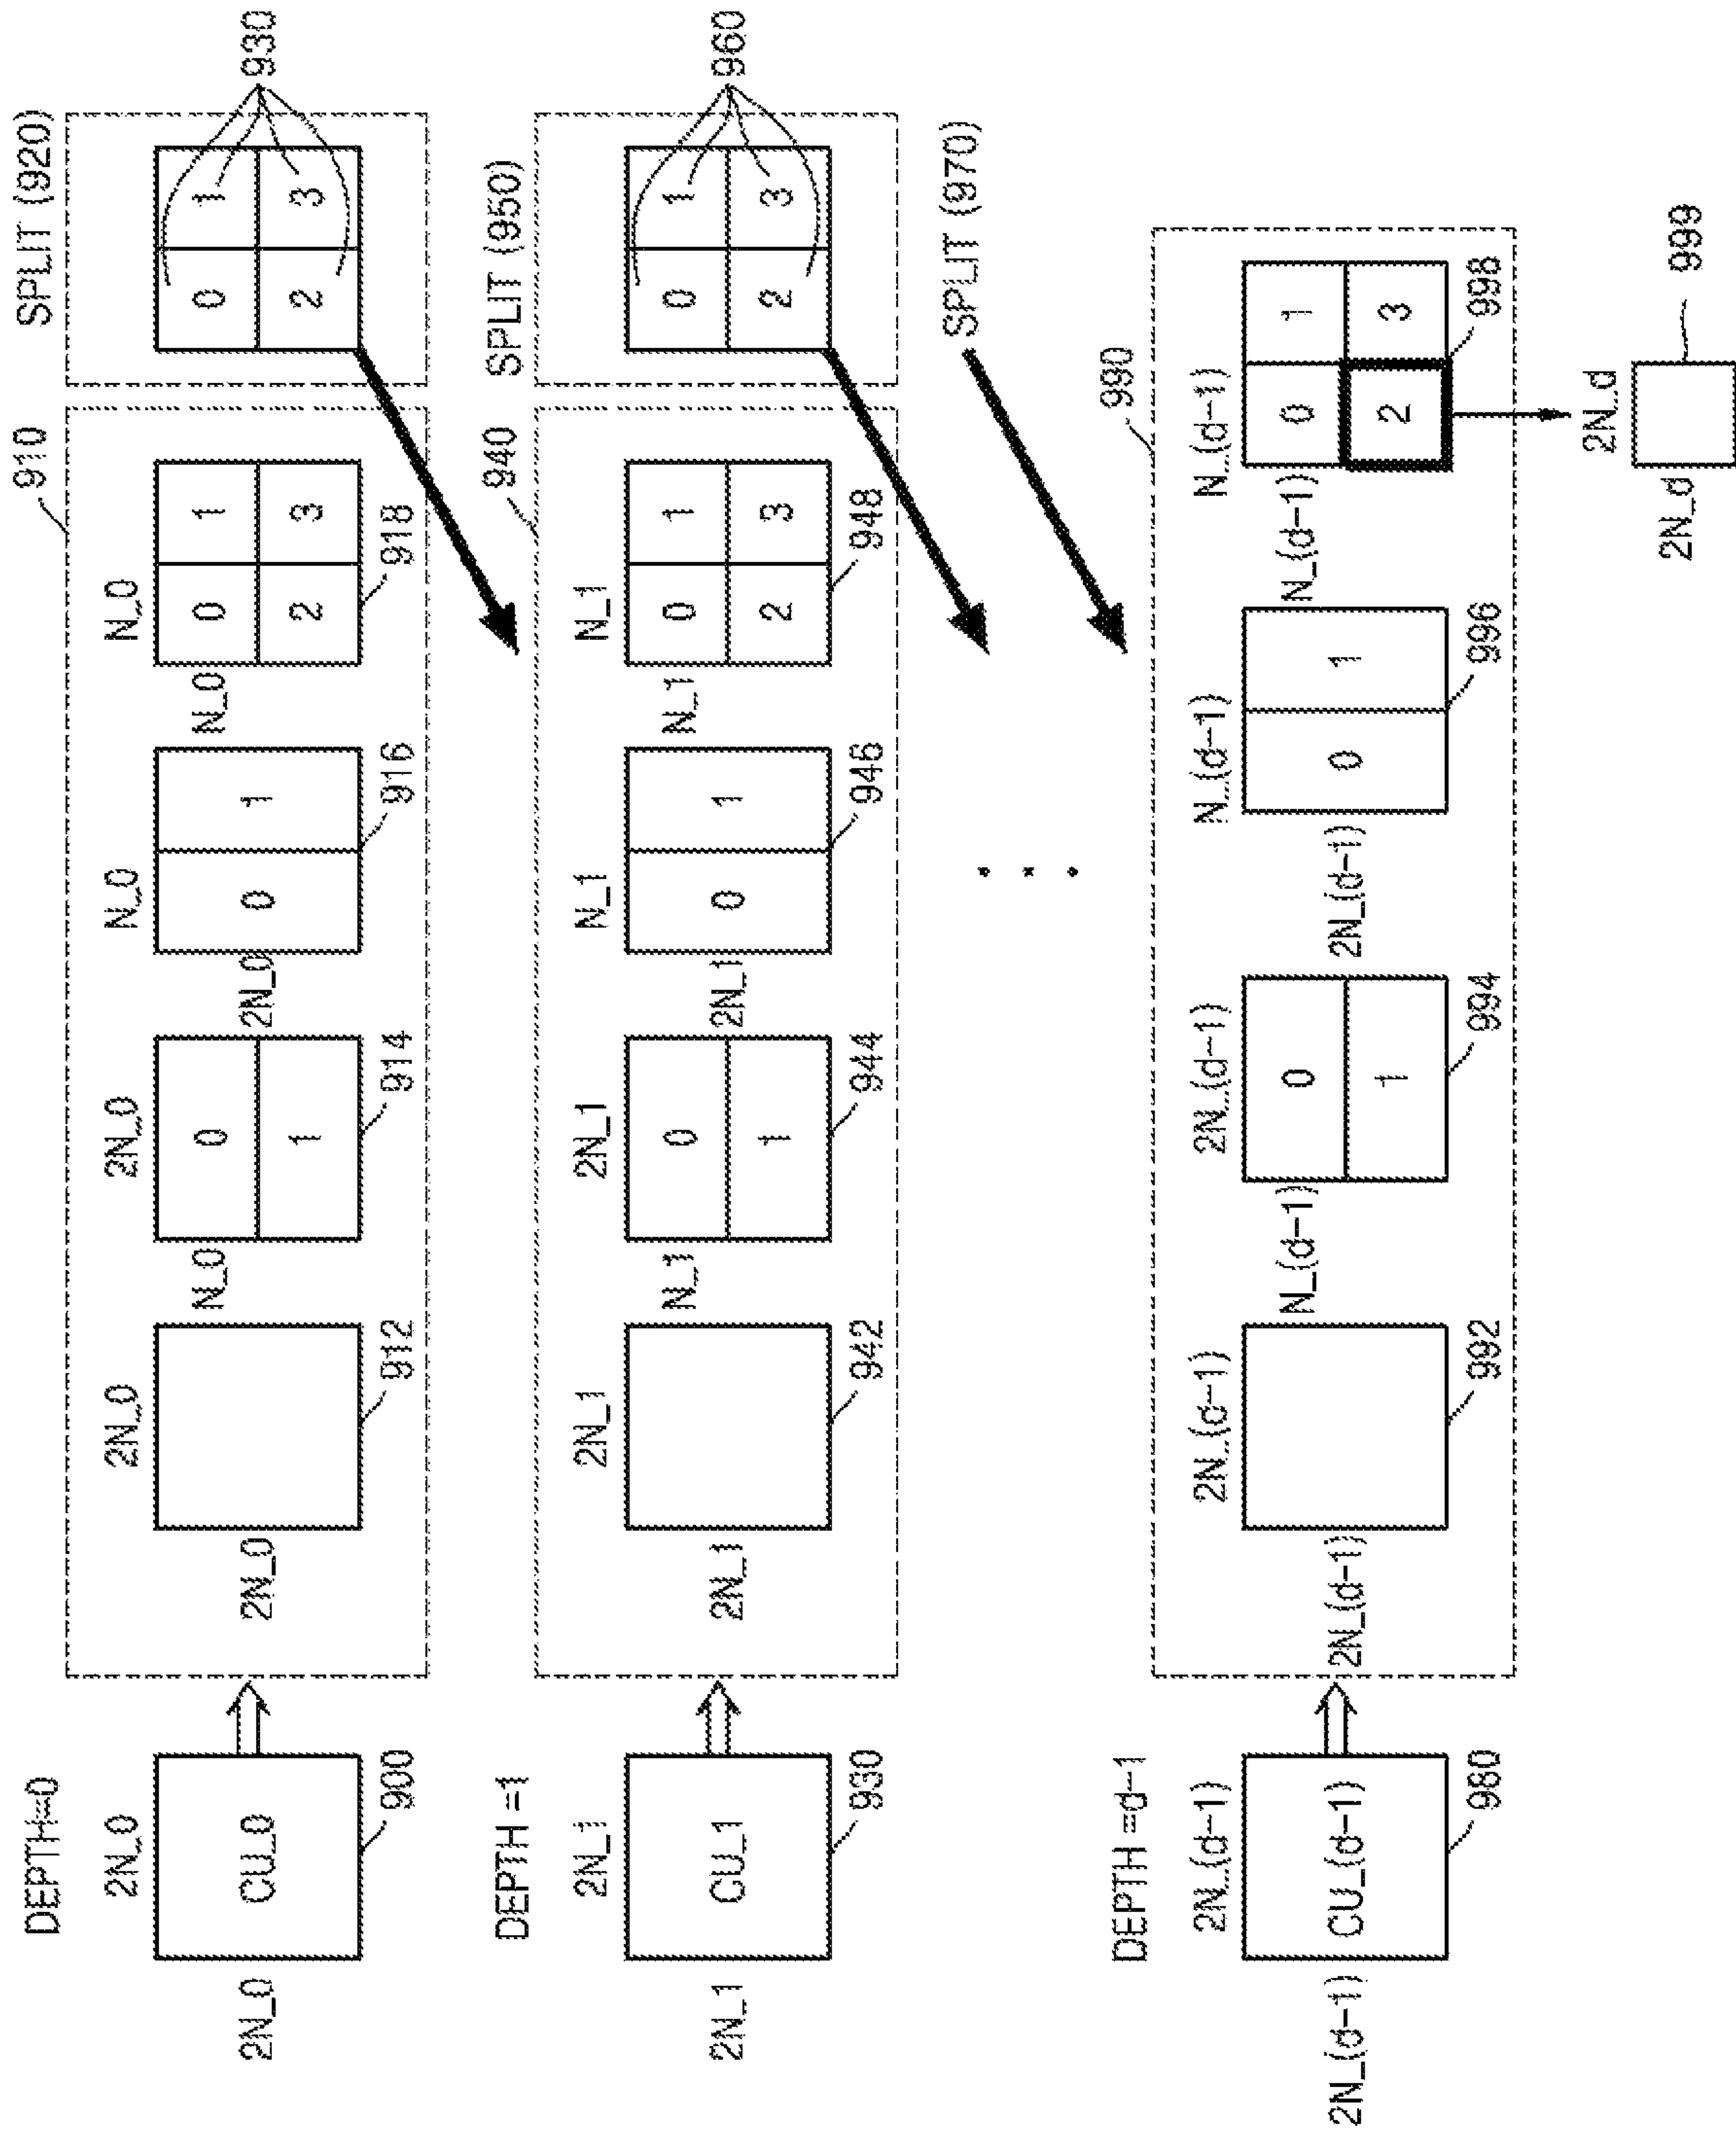 DEPTH=0
2N_0
2N_0
CU_0
900
910
2N_0
2N_0
912
2N_0
N_0
0
1
914
N_0
2N_0
0
1
916
N_0
N_0
0
1
2
3
918
SPLIT (920)
0
1
2
3
930
DEPTH =1
2N_1
2N_1
CU_1
930
940
2N_1
2N_1
942
2N_1
N_1
0
1
944
N_1
2N_1
0
1
946
N_1
N_1
0
1
2
3
948
SPLIT (950)
0
1
2
3
960
SPLIT (970)
DEPTH =d-1
2N_(d-1)
2N_(d-1)
CU_(d-1)
980
990
2N_(d-1)
2N_(d-1)
992
2N_(d-1)
N_(d-1)
0
1
994
N_(d-1)
2N_(d-1)
0
1
996
N_(d-1)
N_(d-1)
0
1
2
3
998
2N_d
2N_d
999